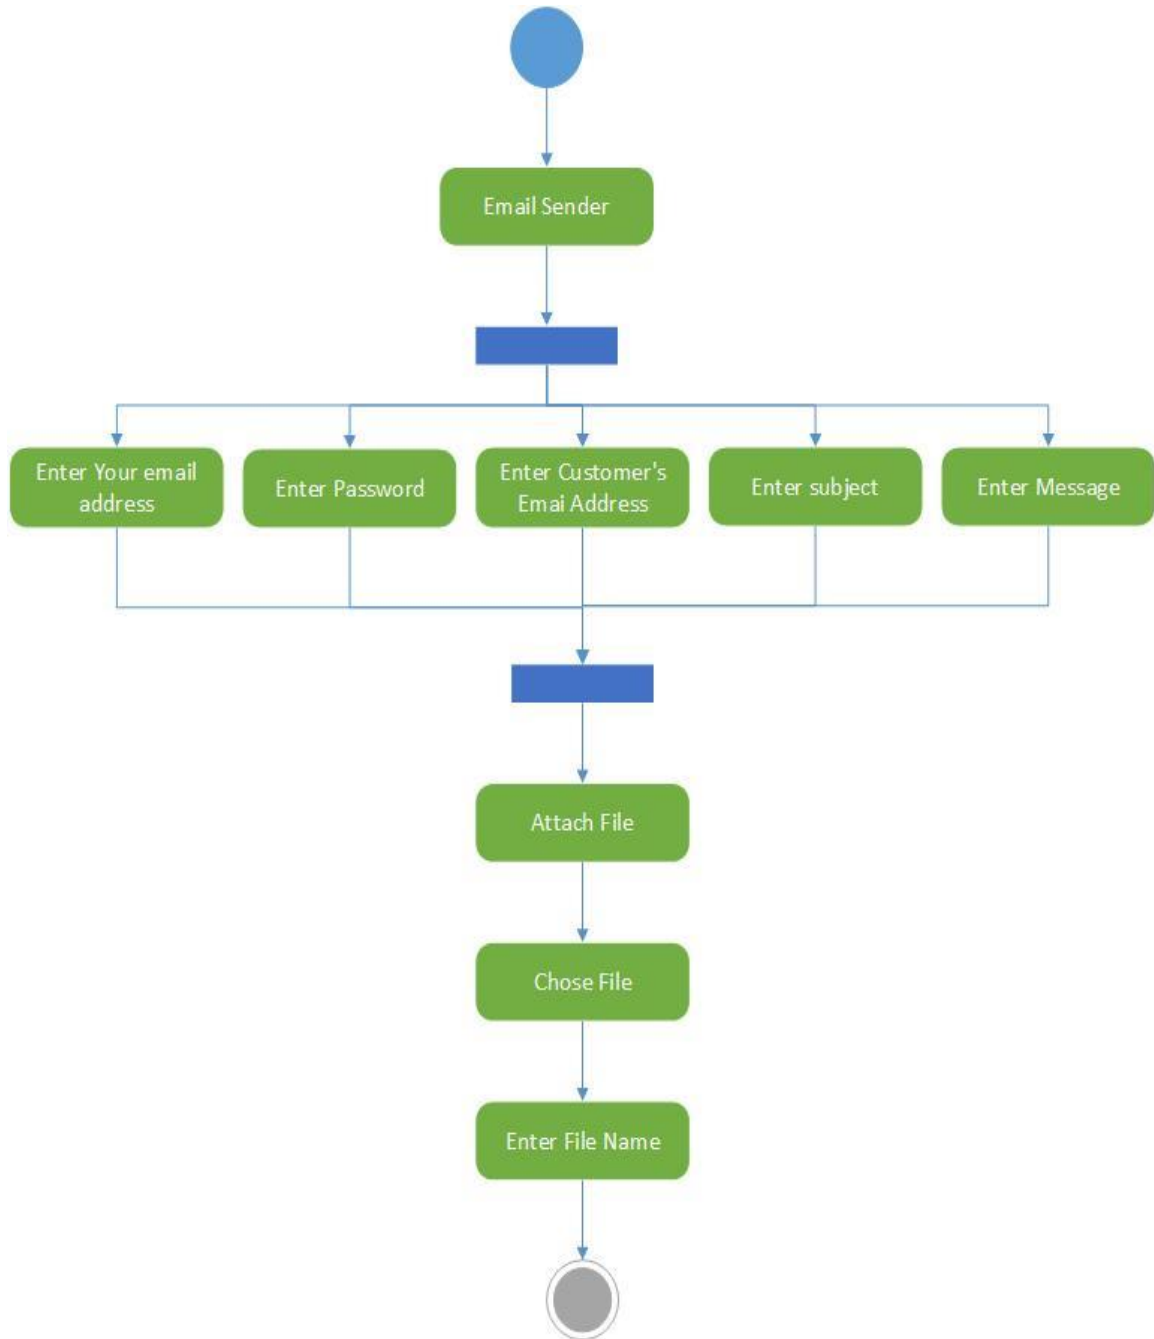 Email Sender
Enter Your email
address
Enter Password
Enter Customer's
Emai Address
Enter subject
Enter Message
Attach File
Chose File
Enter File Name